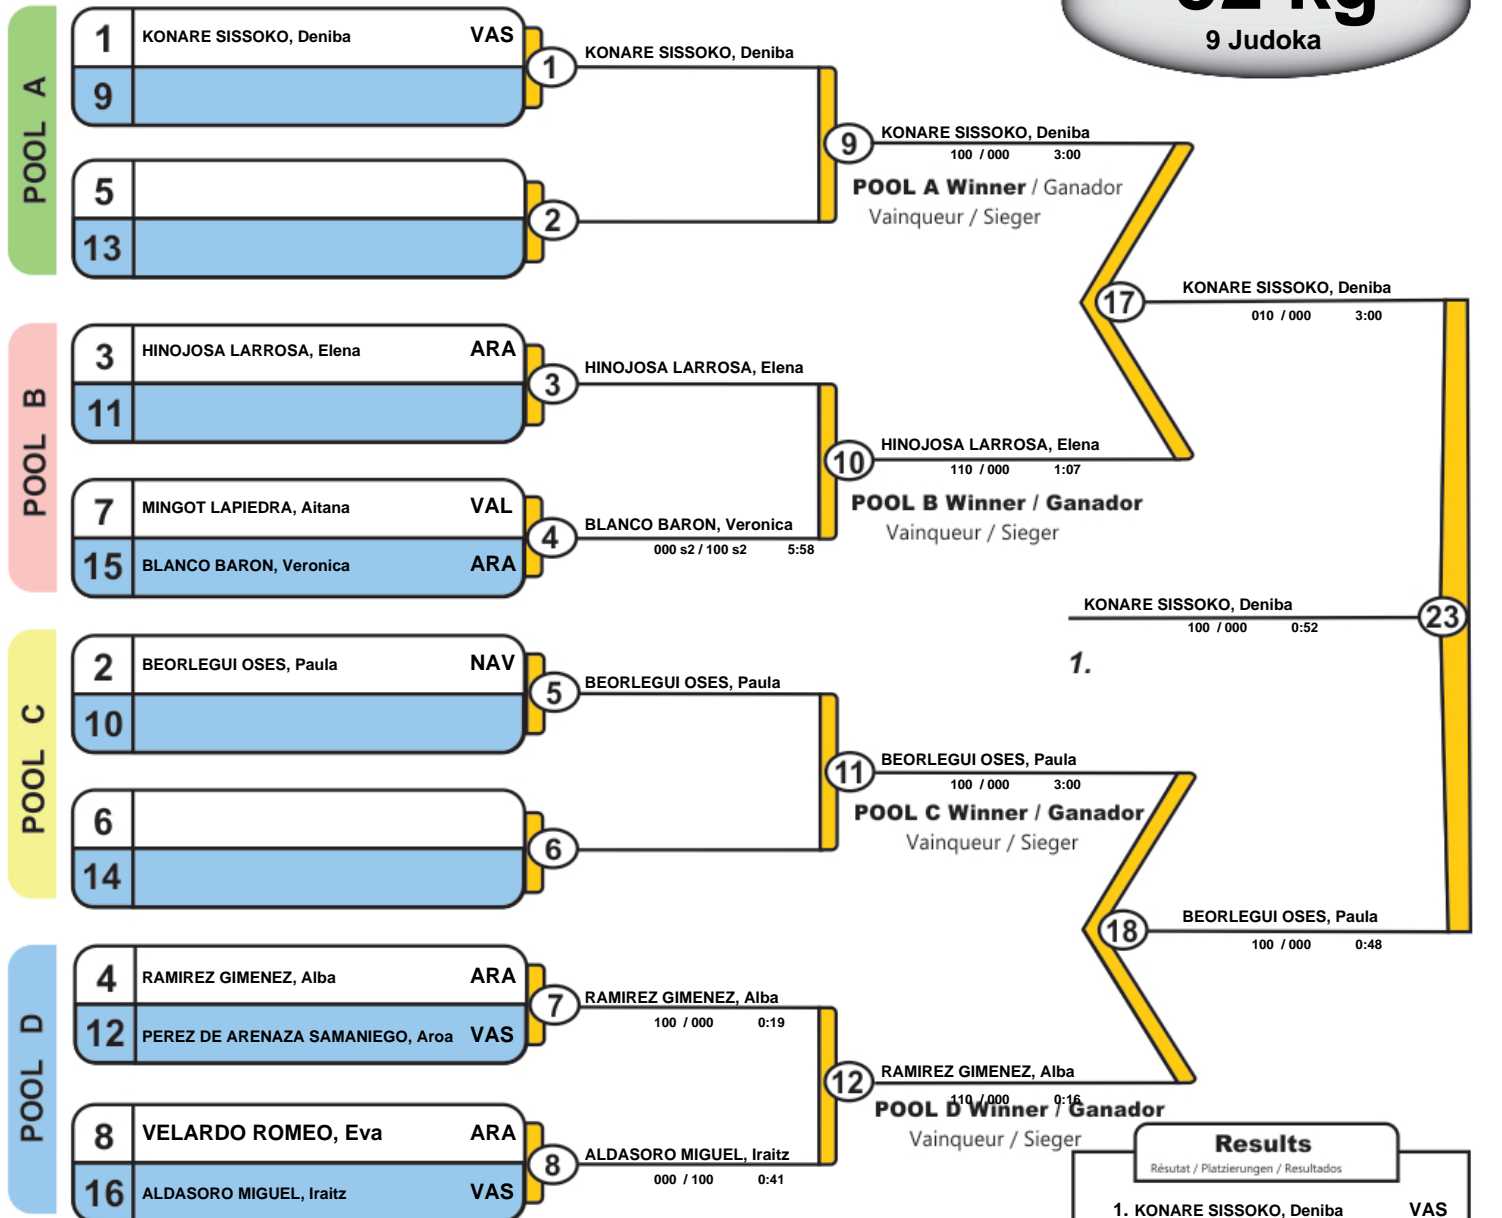 9 Judoka
POOL A
1 KONARE SISSOKO, Deniba VAS
9
5
13
1 KONARE SISSOKO, Deniba
2
9 KONARE SISSOKO, Deniba
100 / 000 3:00
POOL A Winner / Ganador
Vainqueur / Sieger
POOL B
3 HINOJOSA LARROSA, Elena ARA
11
7 MINGOT LAPIEDRA, Aitana VAL
15 BLANCO BARON, Veronica ARA
3 HINOJOSA LARROSA, Elena
4 BLANCO BARON, Veronica
000 s2 / 100 s2 5:58
10 HINOJOSA LARROSA, Elena
110 / 000 1:07
POOL B Winner / Ganador
Vainqueur / Sieger
17 KONARE SISSOKO, Deniba
010 / 000 3:00
KONARE SISSOKO, Deniba 23
100 / 000 0:52
1.
POOL C
2 BEORLEGUI OSES, Paula NAV
10
6
14
5 BEORLEGUI OSES, Paula
6
11 BEORLEGUI OSES, Paula
100 / 000 3:00
POOL C Winner / Ganador
Vainqueur / Sieger
18 BEORLEGUI OSES, Paula
100 / 000 0:48
POOL D
4 RAMIREZ GIMENEZ, Alba ARA
12 PEREZ DE ARENAZA SAMANIEGO, Aroa VAS
8 VELARDO ROMEO, Eva ARA
16 ALDASORO MIGUEL, Iraitz VAS
7 RAMIREZ GIMENEZ, Alba
100 / 000 0:19
8 ALDASORO MIGUEL, Iraitz
000 / 100 0:41
12 RAMIREZ GIMENEZ, Alba
110 / 000 0:16
POOL D Winner / Ganador
Vainqueur / Sieger
Results
Résutat / Platzierungen / Resultados
1. KONARE SISSOKO, Deniba VAS